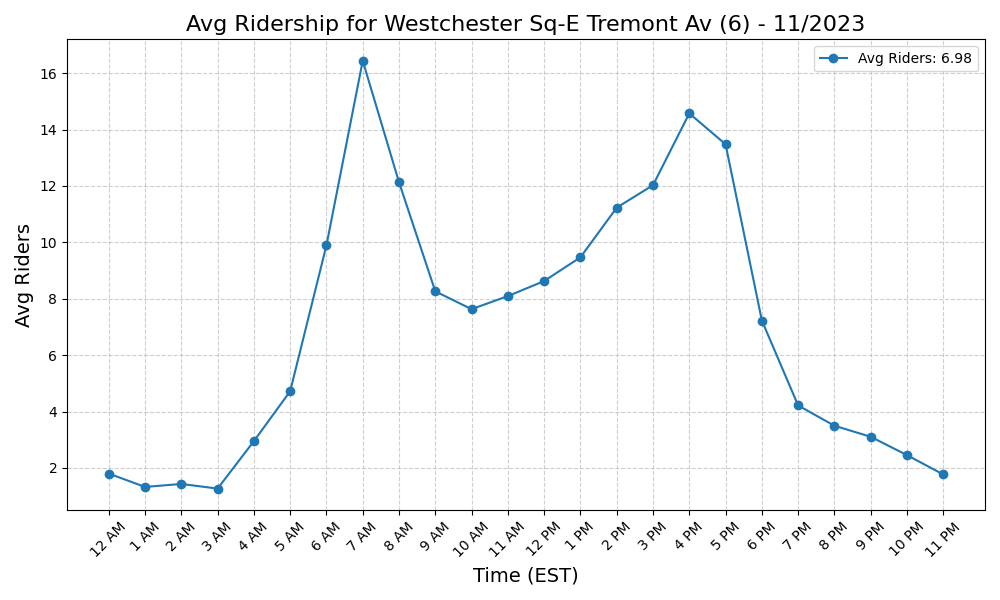 Avg Ridership for Westchester Sq-E Tremont Av (6) - 11/2023
Avg Riders: 6.98
Avg Riders
16
14
12
10
8
6
4
2
12 AM
1 AM
2 AM
3 AM
4 AM
5 AM
6 AM
7 AM
8 AM
9 AM
10 AM
11 AM
12 PM
1 PM
2 PM
3 PM
4 PM
5 PM
6 PM
7 PM
8 PM
9 PM
10 PM
11 PM
Time (EST)